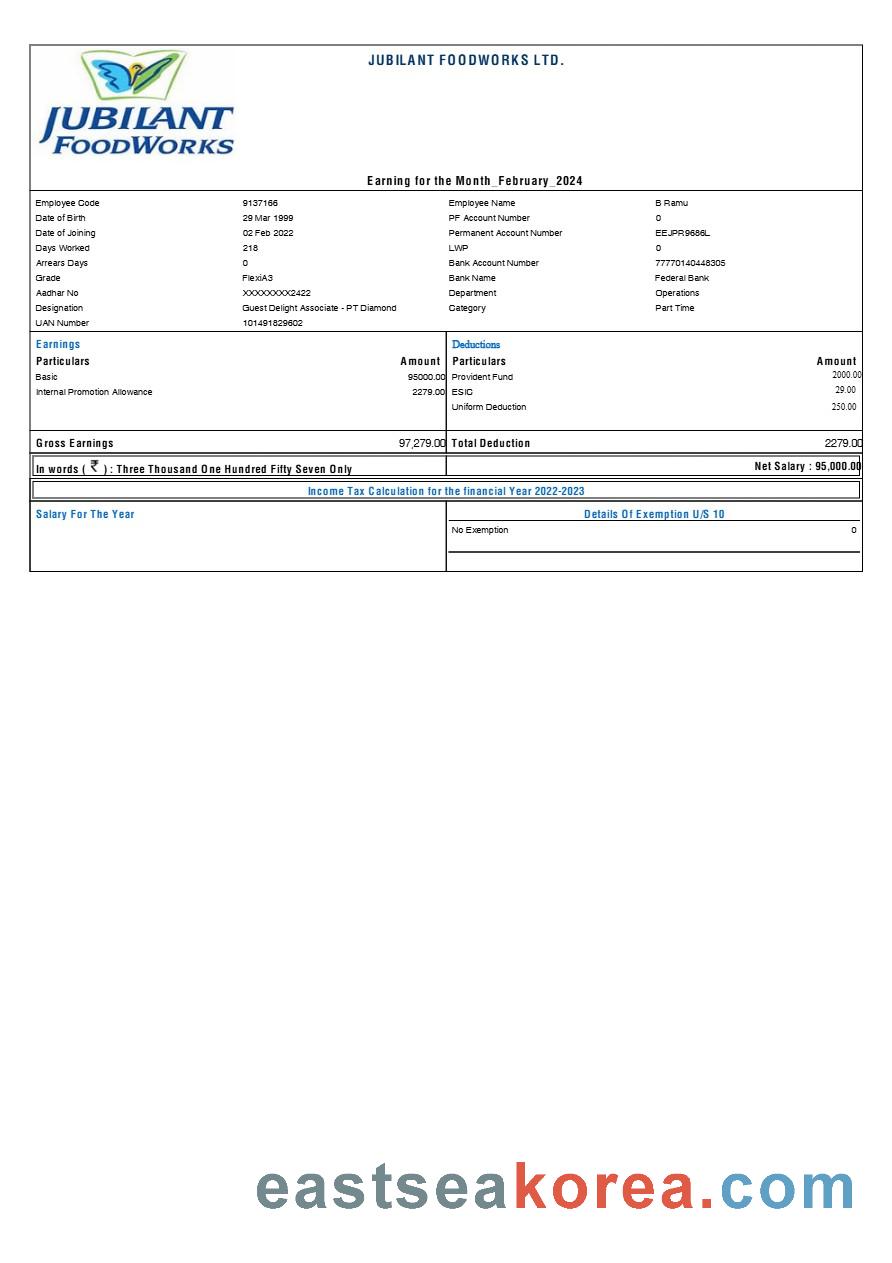 JUBILANT FOODWORKS LTD.
JUBILANT
FOODWORKS
Earning for the Month_February_2024
Employee Code 9137166 Employee Name B Ramu
Date of Birth 29 Mar 1999 PF Account Number 0
Date of Joining 02 Feb 2022 Permanent Account Number EEJPR9686L
Days Worked 218 LWP 0
Arrears Days 0 Bank Account Number 77770140448305
Grade FlexiA3 Bank Name Federal Bank
Aadhar No XXXXXXXX2422 Department Operations
Designation Guest Delight Associate - PT Diamond Category Part Time
UAN Number 101491829602
Earnings Deductions
Particulars Amount Particulars Amount
Basic 95000.00 Provident Fund 2000.00
Internal Promotion Allowance 2279.00 ESIC 29.00
Uniform Deduction 250.00
Gross Earnings 97,279.00 Total Deduction 2279.00
In words ( ₹ ) : Three Thousand One Hundred Fifty Seven Only Net Salary : 95,000.00
Income Tax Calculation for the financial Year 2022-2023
Salary For The Year Details Of Exemption U/S 10
No Exemption 0
eastseakorea.com